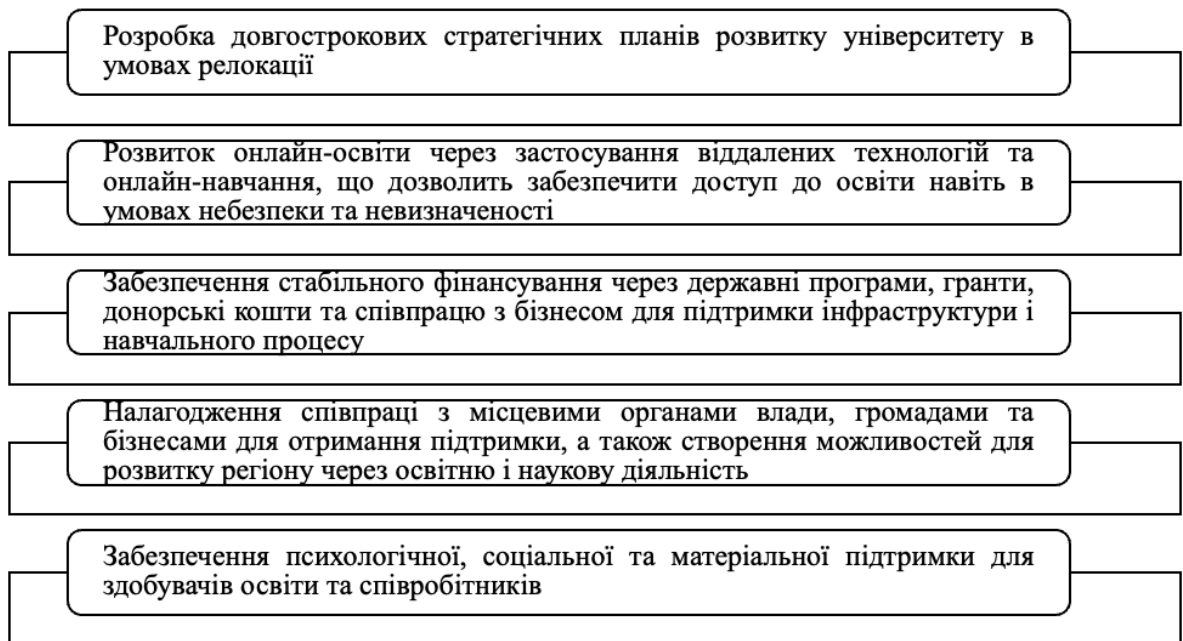 Розробка довгострокових стратегічних планів розвитку університету в
умовах релокації
Розвиток онлайн-освіти через застосування віддалених технологій та
онлайн-навчання, що дозволить забезпечити доступ до освіти навіть в
умовах небезпеки та невизначеності
Забезпечення стабільного фінансування через державні програми, гранти,
донорські кошти та співпрацю з бізнесом для підтримки інфраструктури і
навчального процесу
Налагодження співпраці з місцевими органами влади, громадами та
бізнесами для отримання підтримки, а також створення можливостей для
розвитку регіону через освітню і наукову діяльність
Забезпечення психологічної, соціальної та матеріальної підтримки для
здобувачів освіти та співробітників